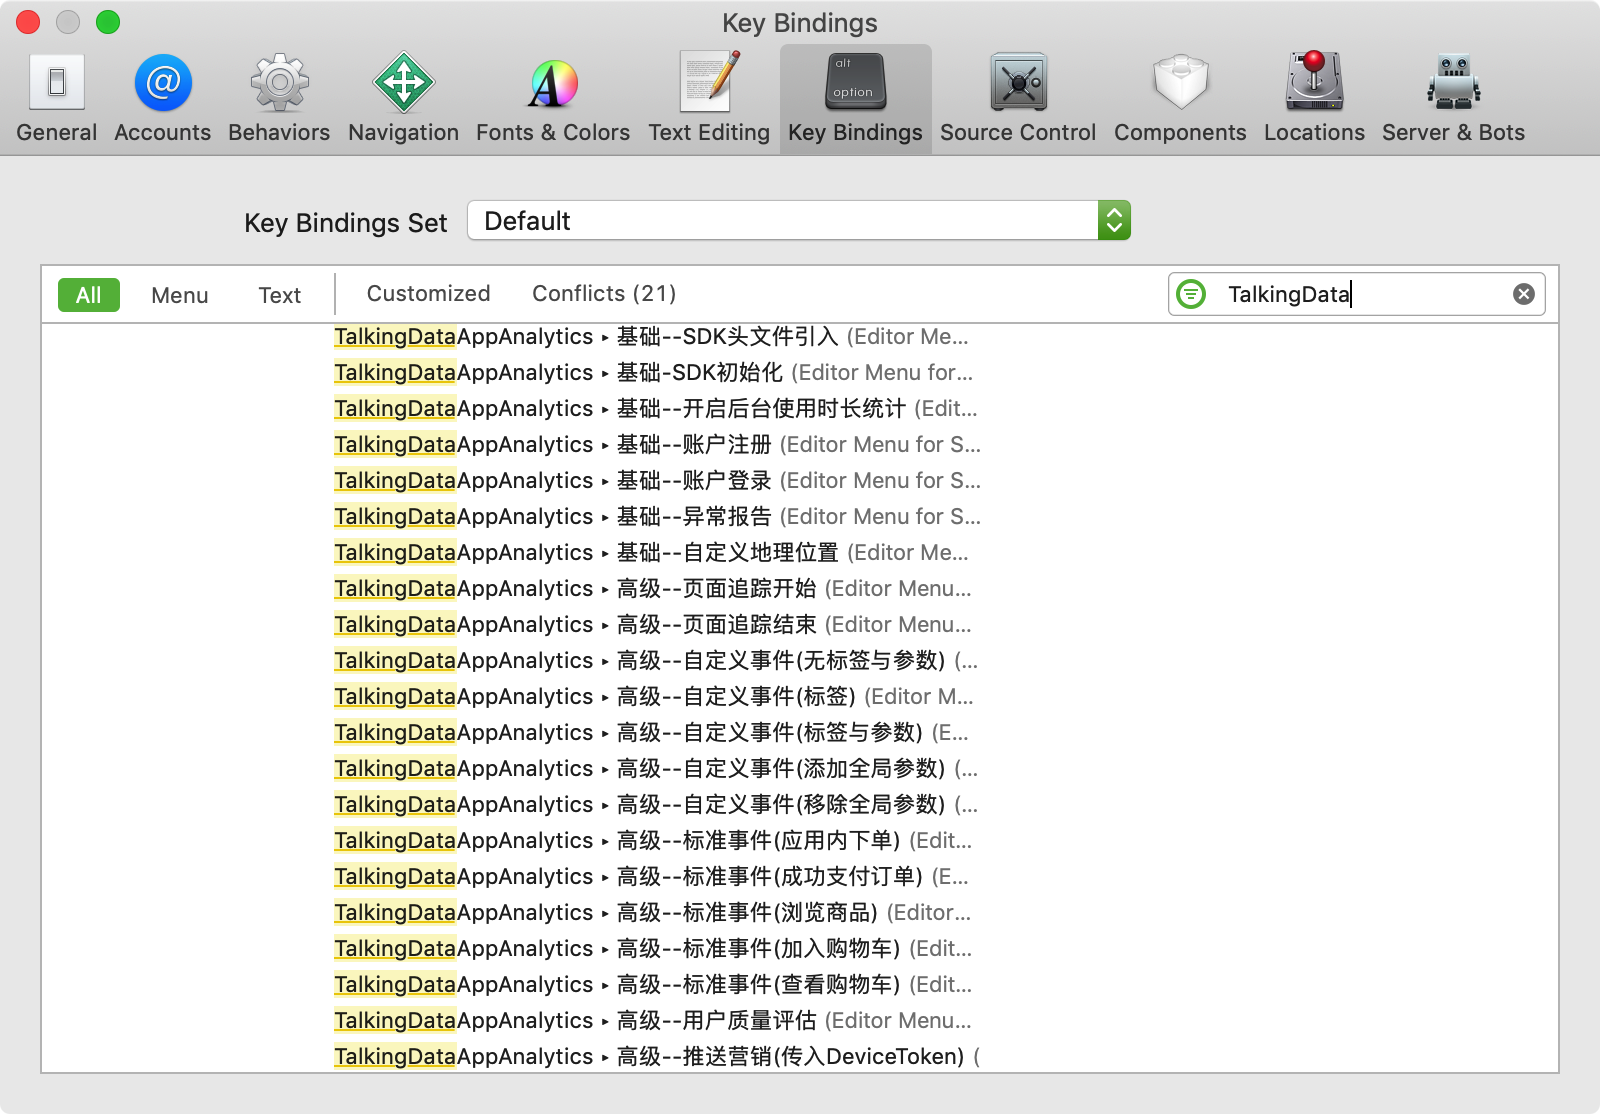 Key Bindings
General Accounts Behaviors Navigation Fonts & Colors Text Editing alt option Key Bindings Source Control Components Locations Server & Bots
Key Bindings Set Default
All Menu Text Customized Conflicts (21) TalkingData
TalkingDataAppAnalytics ▸ 基础--SDK头文件引入 (Editor Me...
TalkingDataAppAnalytics ▸ 基础-SDK初始化 (Editor Menu for...
TalkingDataAppAnalytics ▸ 基础--开启后台使用时长统计 (Edit...
TalkingDataAppAnalytics ▸ 基础--账户注册 (Editor Menu for S...
TalkingDataAppAnalytics ▸ 基础--账户登录 (Editor Menu for S...
TalkingDataAppAnalytics ▸ 基础--异常报告 (Editor Menu for S...
TalkingDataAppAnalytics ▸ 基础--自定义地理位置 (Editor Me...
TalkingDataAppAnalytics ▸ 高级--页面追踪开始 (Editor Menu...
TalkingDataAppAnalytics ▸ 高级--页面追踪结束 (Editor Menu...
TalkingDataAppAnalytics ▸ 高级--自定义事件(无标签与参数) (...
TalkingDataAppAnalytics ▸ 高级--自定义事件(标签) (Editor M...
TalkingDataAppAnalytics ▸ 高级--自定义事件(标签与参数) (E...
TalkingDataAppAnalytics ▸ 高级--自定义事件(添加全局参数) (...
TalkingDataAppAnalytics ▸ 高级--自定义事件(移除全局参数) (...
TalkingDataAppAnalytics ▸ 高级--标准事件(应用内下单) (Edit...
TalkingDataAppAnalytics ▸ 高级--标准事件(成功支付订单) (E...
TalkingDataAppAnalytics ▸ 高级--标准事件(浏览商品) (Editor...
TalkingDataAppAnalytics ▸ 高级--标准事件(加入购物车) (Edit...
TalkingDataAppAnalytics ▸ 高级--标准事件(查看购物车) (Edit...
TalkingDataAppAnalytics ▸ 高级--用户质量评估 (Editor Menu...
TalkingDataAppAnalytics ▸ 高级--推送营销(传入DeviceToken) (